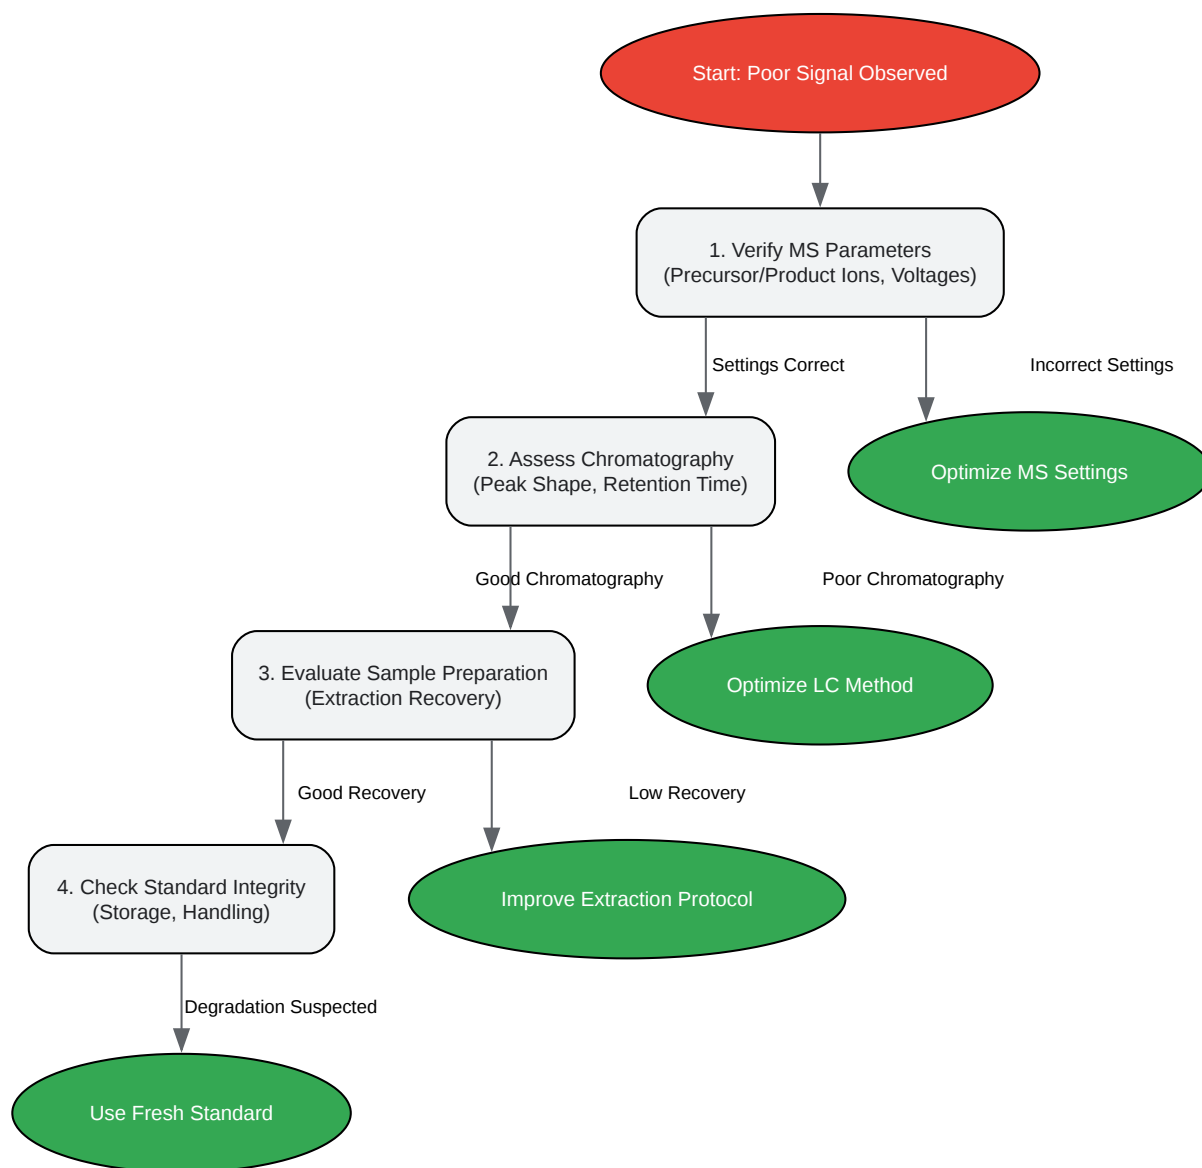 Start: Poor Signal Observed
1. Verify MS Parameters
(Precursor/Product Ions, Voltages)
Settings Correct
Incorrect Settings
2. Assess Chromatography
(Peak Shape, Retention Time)
Optimize MS Settings
Good Chromatography
Poor Chromatography
3. Evaluate Sample Preparation
(Extraction Recovery)
Optimize LC Method
Good Recovery
Low Recovery
4. Check Standard Integrity
(Storage, Handling)
Improve Extraction Protocol
Degradation Suspected
Use Fresh Standard